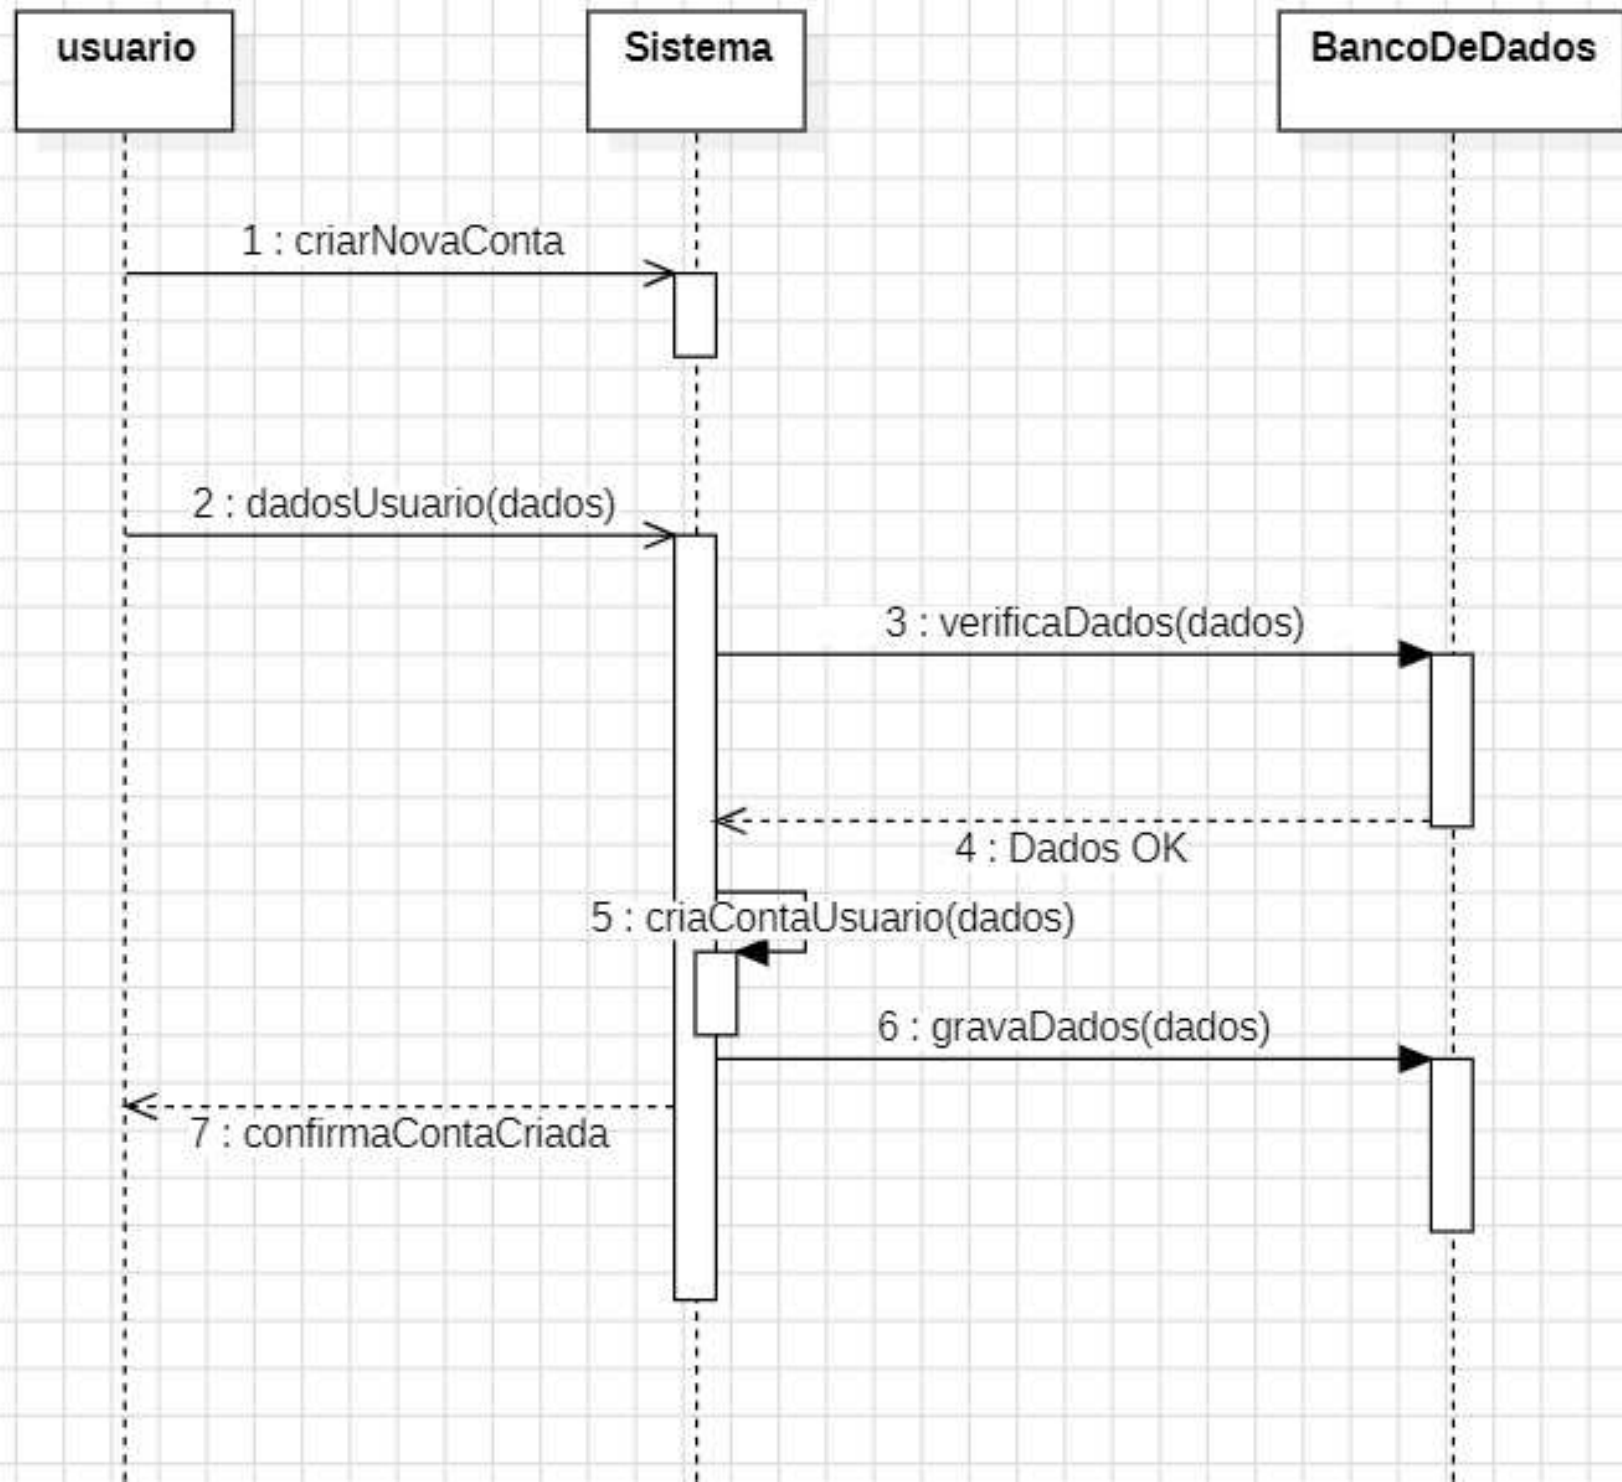 usuario
Sistema
BancoDeDados
1 : criarNovaConta
2 : dadosUsuario(dados)
3 : verificaDados(dados)
4 : Dados OK
5 : criaContaUsuario(dados)
6 : gravaDados(dados)
7 : confirmaContaCriada